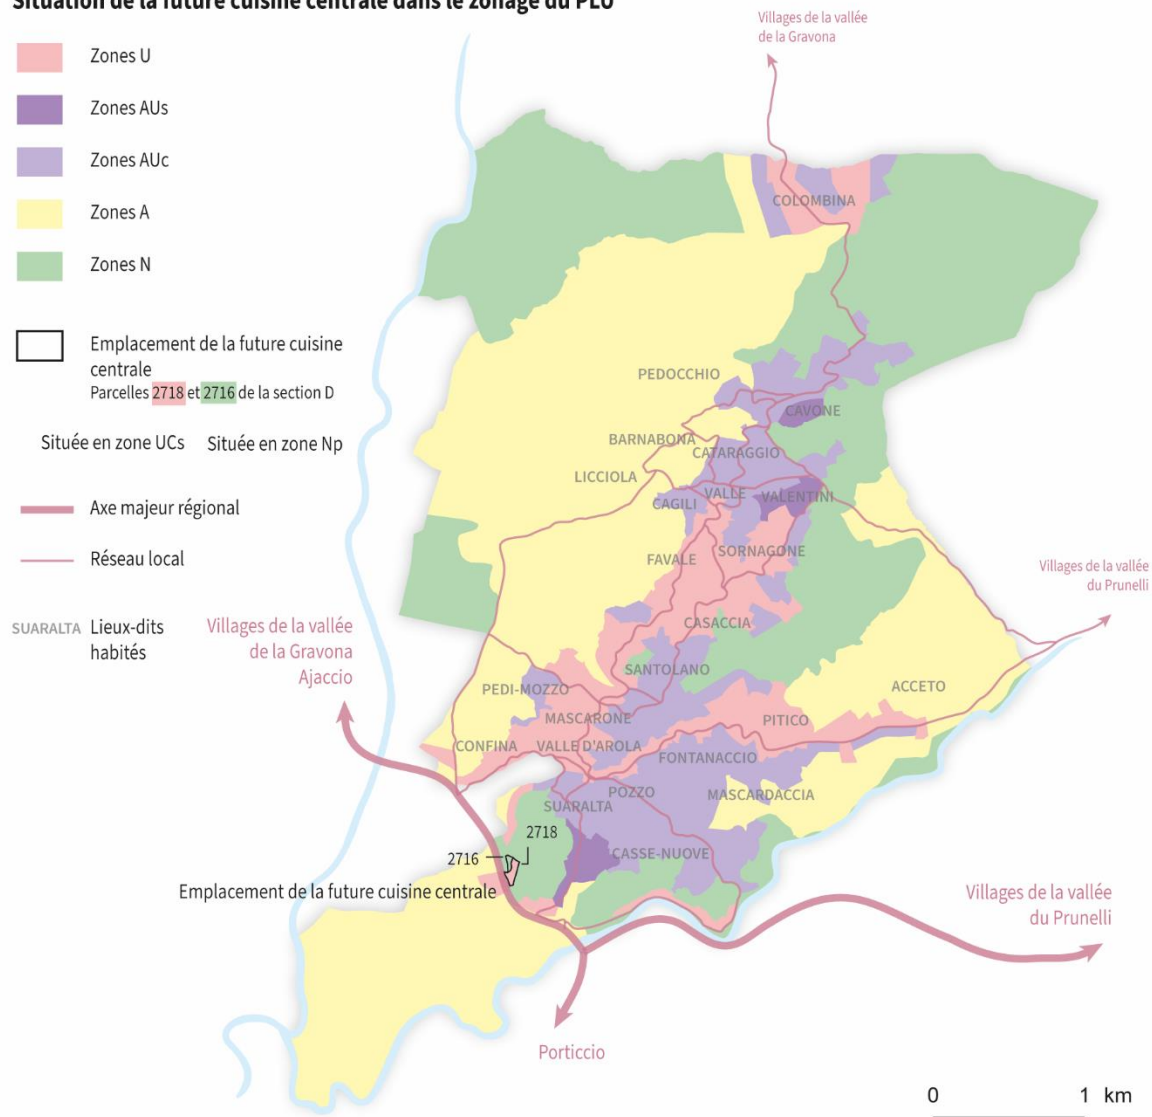 Situation de la future cuisine centrale dans le zonage du PLU
Zones U
Zones AUs
Zones AUc
Zones A
Zones N
Emplacement de la future cuisine
centrale
Parcelles 2718 et 2716 de la section D
Située en zone UCs Située en zone Np
Axe majeur régional
Réseau local
SUARALTA Lieux-dits
habités
Villages de la vallée
de la Gravona
COLOMBINA
PEDOCCHIO
CAVONE
BARNABONA
CATARAGGIO
LICCIOLA
VALLE
VALENTINI
CAGILI
SORNAGONE
FAVALE
Villages de la vallée
du Prunelli
CASACCIA
Villages de la vallée
de la Gravona
Ajaccio
SANTOLANO
PEDI-MOZZO
ACCETO
MASCARONE
PITICO
CONFINA
VALLE D'AROLA
FONTANACCIO
POZZO
MASCARDACCIA
SUARALTA
2718
CASSE-NUOVE
2716
Emplacement de la future cuisine centrale
Villages de la vallée
du Prunelli
Porticcio
0 1 km